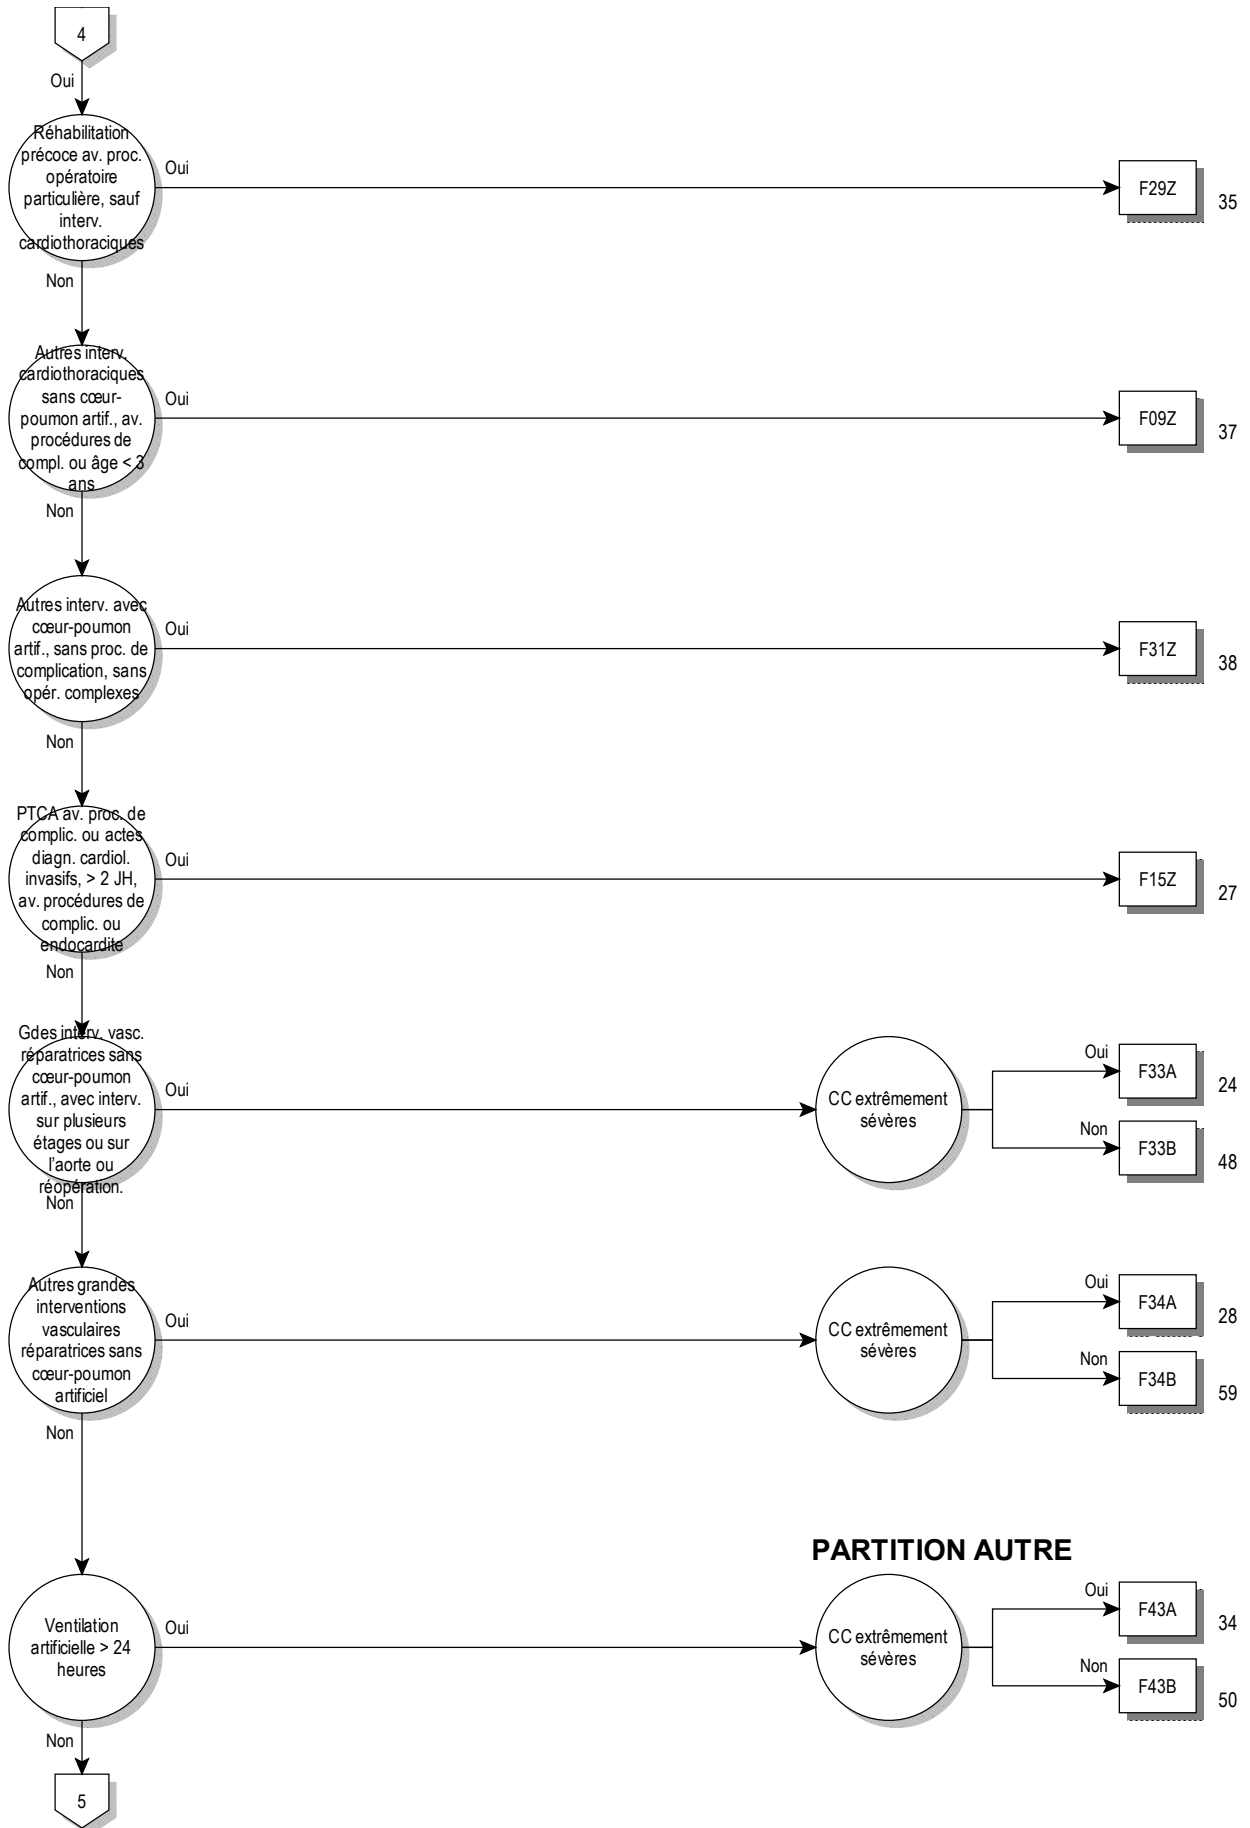 4
Oui
Réhabilitation
précoce av. proc.
opératoire
particulière, sauf
interv.
cardiothoraciques
Oui
F29Z
35
Non
Autres interv.
cardiothoraciques
sans cœur-
poumon artif., av.
procédures de
compl. ou âge < 3
ans
Oui
F09Z
37
Non
Autres interv. avec
cœur-poumon
artif., sans proc. de
complication, sans
opér. complexes
Oui
F31Z
38
Non
PTCA av. proc. de
complic. ou actes
diagn. cardiol.
invasifs, > 2 JH,
av. procédures de
complic. ou
endocardite
Oui
F15Z
27
Non
Gdes interv. vasc.
réparatrices sans
cœur-poumon
artif., avec interv.
sur plusieurs
étages ou sur
l'aorte ou
réopération.
Oui
CC extrêmement
sévères
Oui
F33A
24
Non
F33B
48
Non
Autres grandes
interventions
vasculaires
réparatrices sans
cœur-poumon
artificiel
Oui
CC extrêmement
sévères
Oui
F34A
28
Non
F34B
59
Non
PARTITION AUTRE
Ventilation
artificielle > 24
heures
Oui
CC extrêmement
sévères
Oui
F43A
34
Non
F43B
50
Non
5